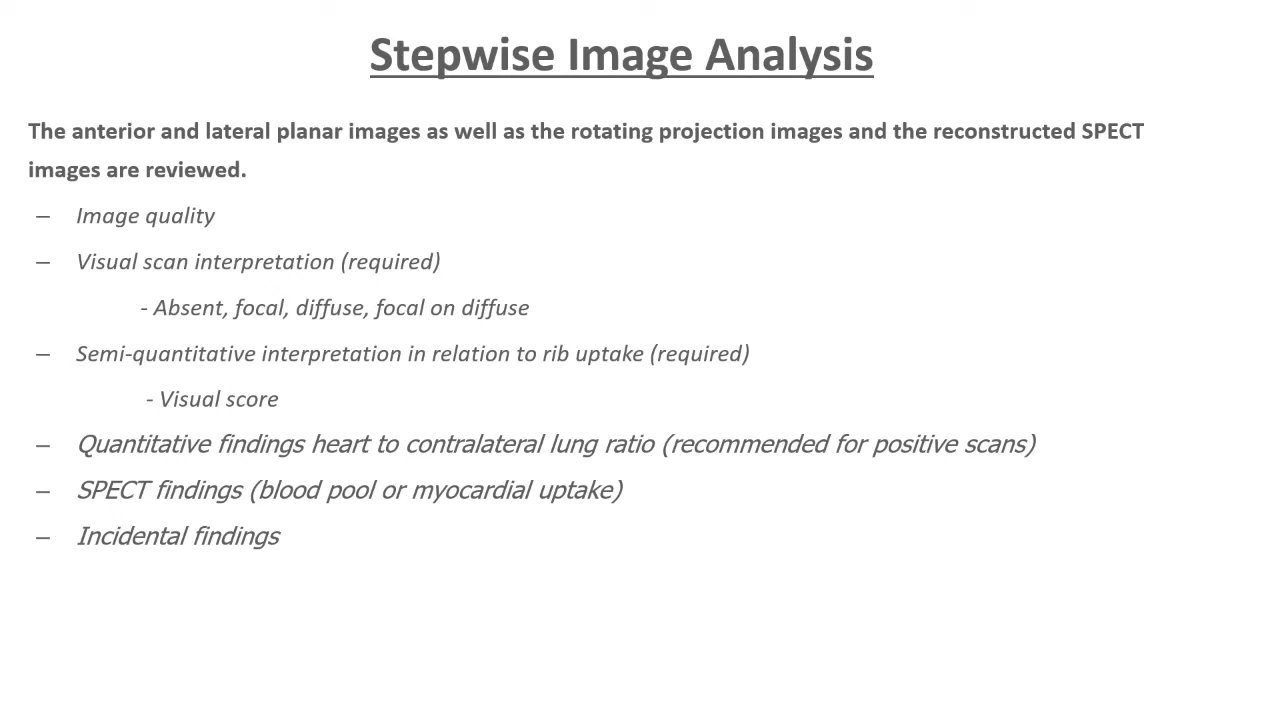 Stepwise Image Analysis
The anterior and lateral planar images as well as the rotating projection images and the reconstructed SPECT
images are reviewed.
– Image quality
– Visual scan interpretation (required)
- Absent, focal, diffuse, focal on diffuse
– Semi-quantitative interpretation in relation to rib uptake (required)
- Visual score
– Quantitative findings heart to contralateral lung ratio (recommended for positive scans)
– SPECT findings (blood pool or myocardial uptake)
– Incidental findings